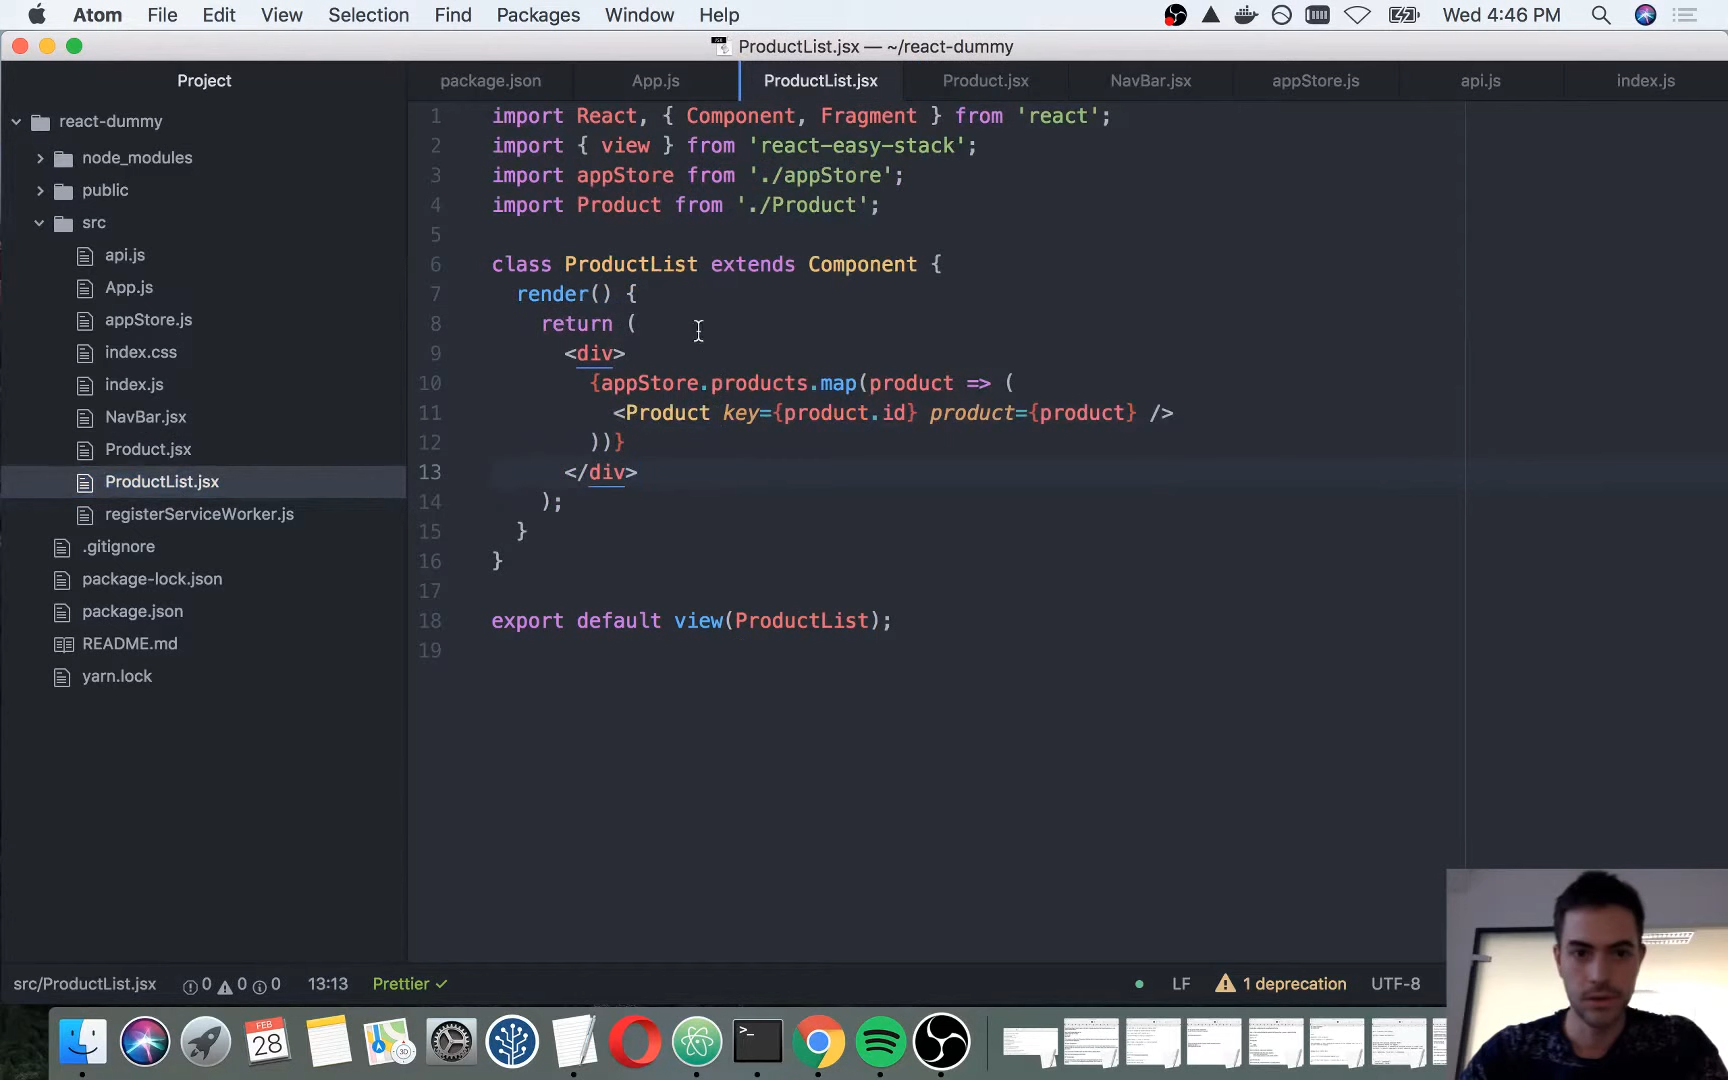 Atom File Edit View Selection Find Packages Window Help Wed 4:46 PM
ProductList.jsx — ~/react-dummy
Project
package.json App.js ProductList.jsx Product.jsx NavBar.jsx appStore.js api.js index.js
react-dummy
node_modules
public
src
api.js
App.js
appStore.js
index.css
index.js
NavBar.jsx
Product.jsx
ProductList.jsx
registerServiceWorker.js
.gitignore
package-lock.json
package.json
README.md
yarn.lock
1 import React, { Component, Fragment } from 'react';
2 import { view } from 'react-easy-stack';
3 import appStore from './appStore';
4 import Product from './Product';
5
6 class ProductList extends Component {
7 render() {
8 return (
9 <div>
10 {appStore.products.map(product => (
11 <Product key={product.id} product={product} />
12 ))}
13 </div>
14 );
15 }
16 }
17
18 export default view(ProductList);
19
src/ProductList.jsx 0 0 0 13:13 Prettier ✓ LF 1 deprecation UTF-8
FEB
28
3D
>_